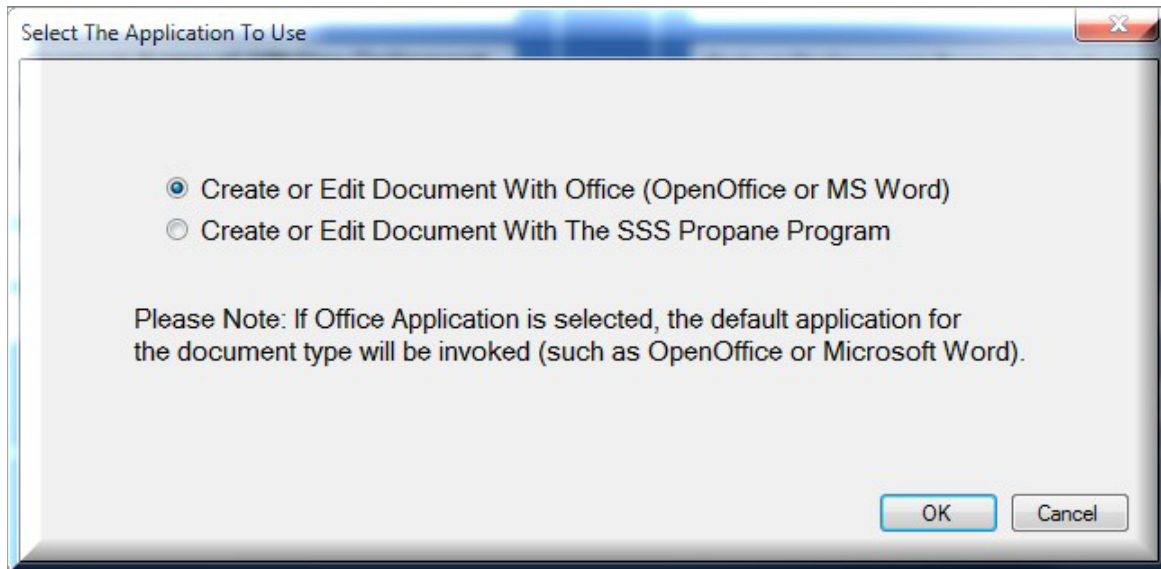 Select The Application To Use
Create or Edit Document With Office (OpenOffice or MS Word)
Create or Edit Document With The SSS Propane Program
Please Note: If Office Application is selected, the default application for
the document type will be invoked (such as OpenOffice or Microsoft Word).
OK
Cancel